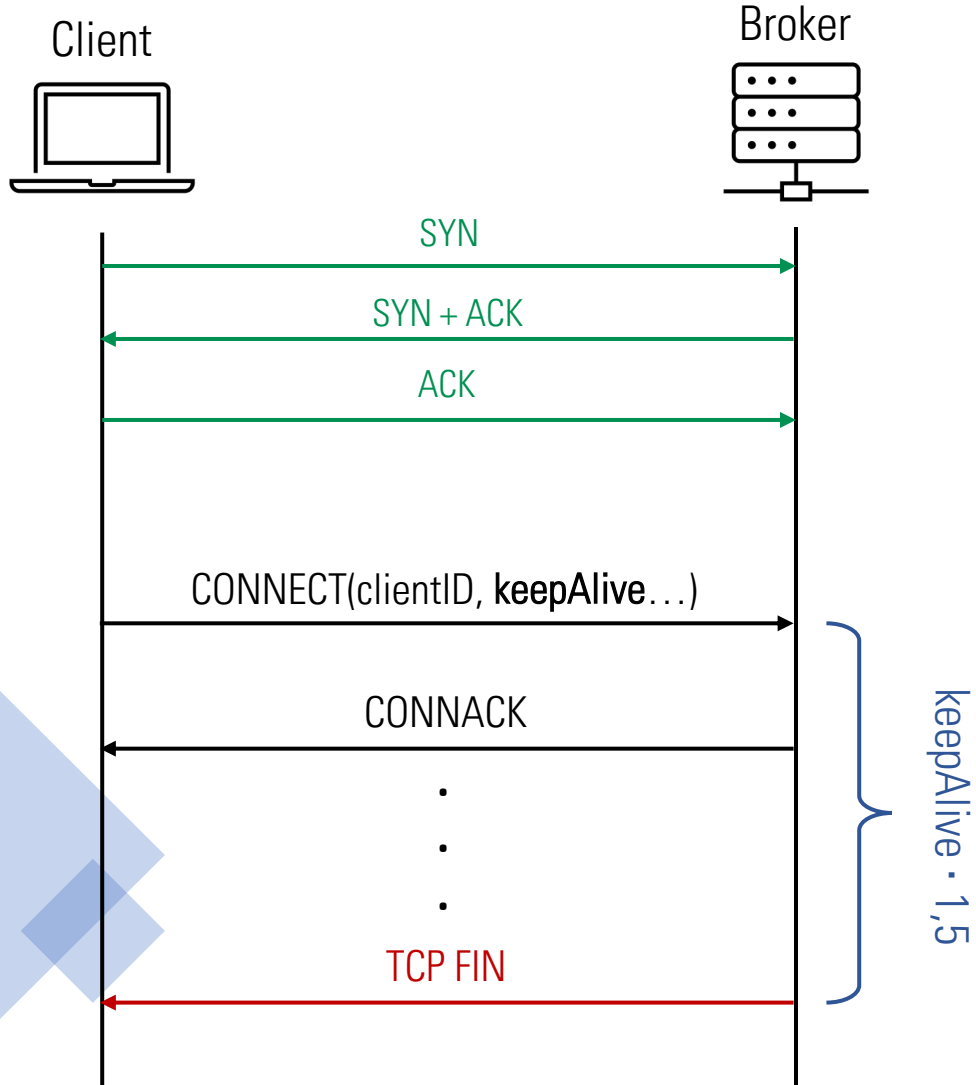 Client
Broker
SYN
SYN + ACK
ACK
CONNECT(clientID, keepAlive...)
CONNACK
.
.
.
TCP FIN
keepAlive · 1,5